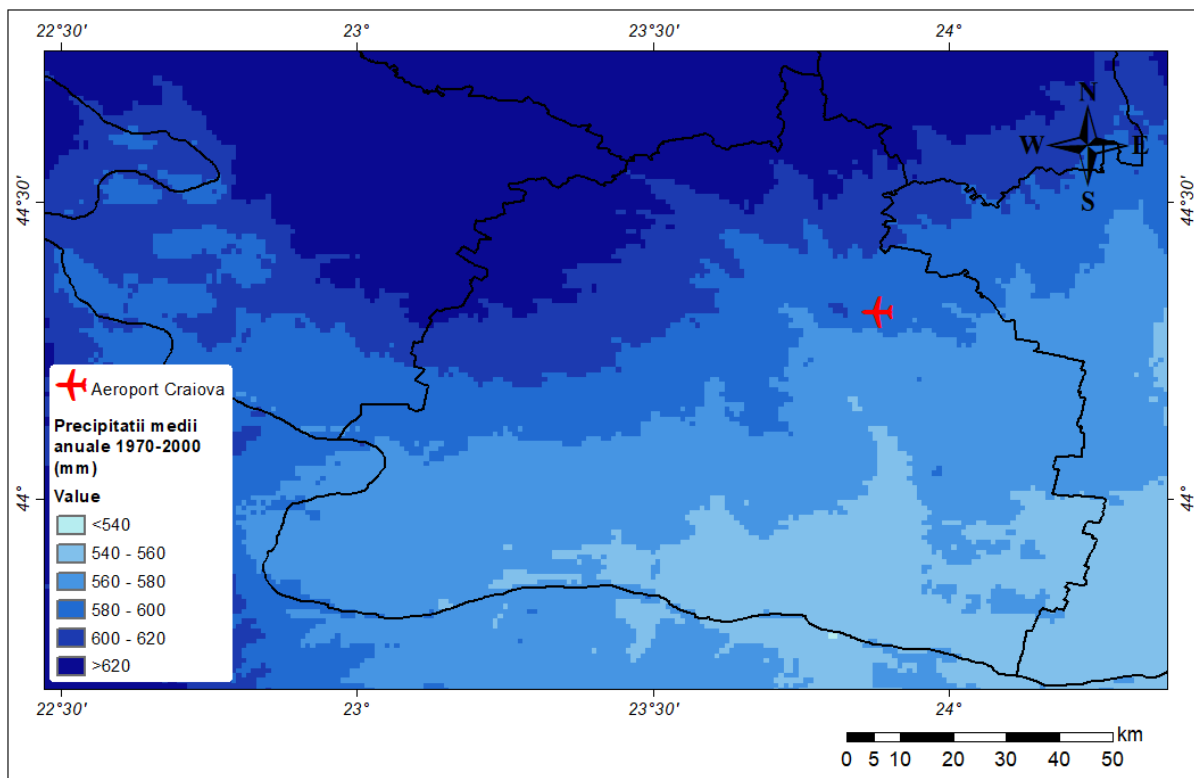 22°30'
23°
23°30'
24°
N
W
E
S
44°30'
44°30'
44°
44°
Aeroport Craiova
Precipitatii medii
anuale 1970-2000
(mm)
Value
<540
540 - 560
560 - 580
580 - 600
600 - 620
>620
22°30'
23°
23°30'
24°
km
0 5 10 20 30 40 50